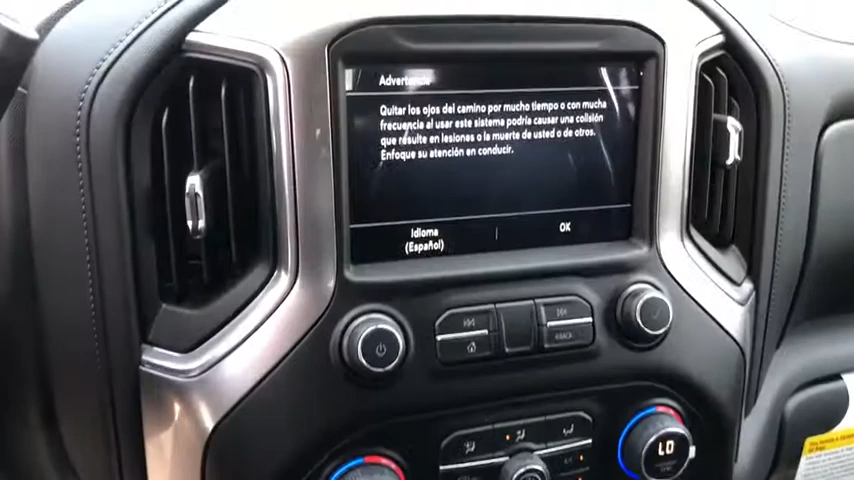 Advertencia
Quitar los ojos del camino por mucho tiempo o con mucha
frecuencia al usar este sistema podría causar una colisión
que resulte en lesiones o la muerte de usted o de otros.
Enfoque su atención en conducir.
Idioma
(Español)
OK
BACK
LO